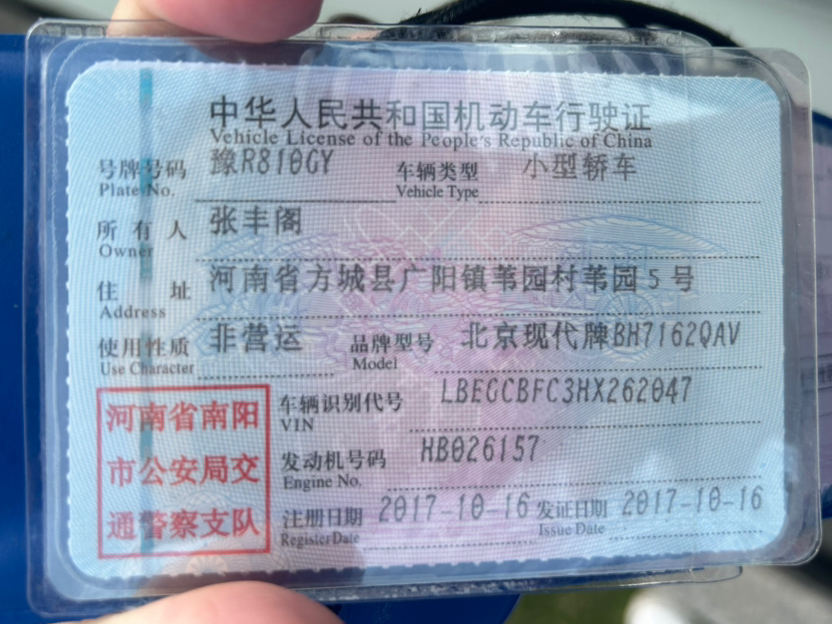 中华人民共和国机动车行驶证
Vehicle License of the People's Republic of China
号牌号码 豫R810GY 车辆类型 小型轿车
Plate No. Vehicle Type
所有人 张丰阁
Owner
住址 河南省方城县广阳镇苇园村苇园5号
Address
使用性质 非营运 品牌型号 北京现代牌BH7162QAV
Use Character Model
河南省南阳
市公安局交
通警察支队
车辆识别代号 LBEGCBFC3HX262047
VIN
发动机号码 HB026157
Engine No.
注册日期 2017-10-16 发证日期 2017-10-16
Register Date Issue Date